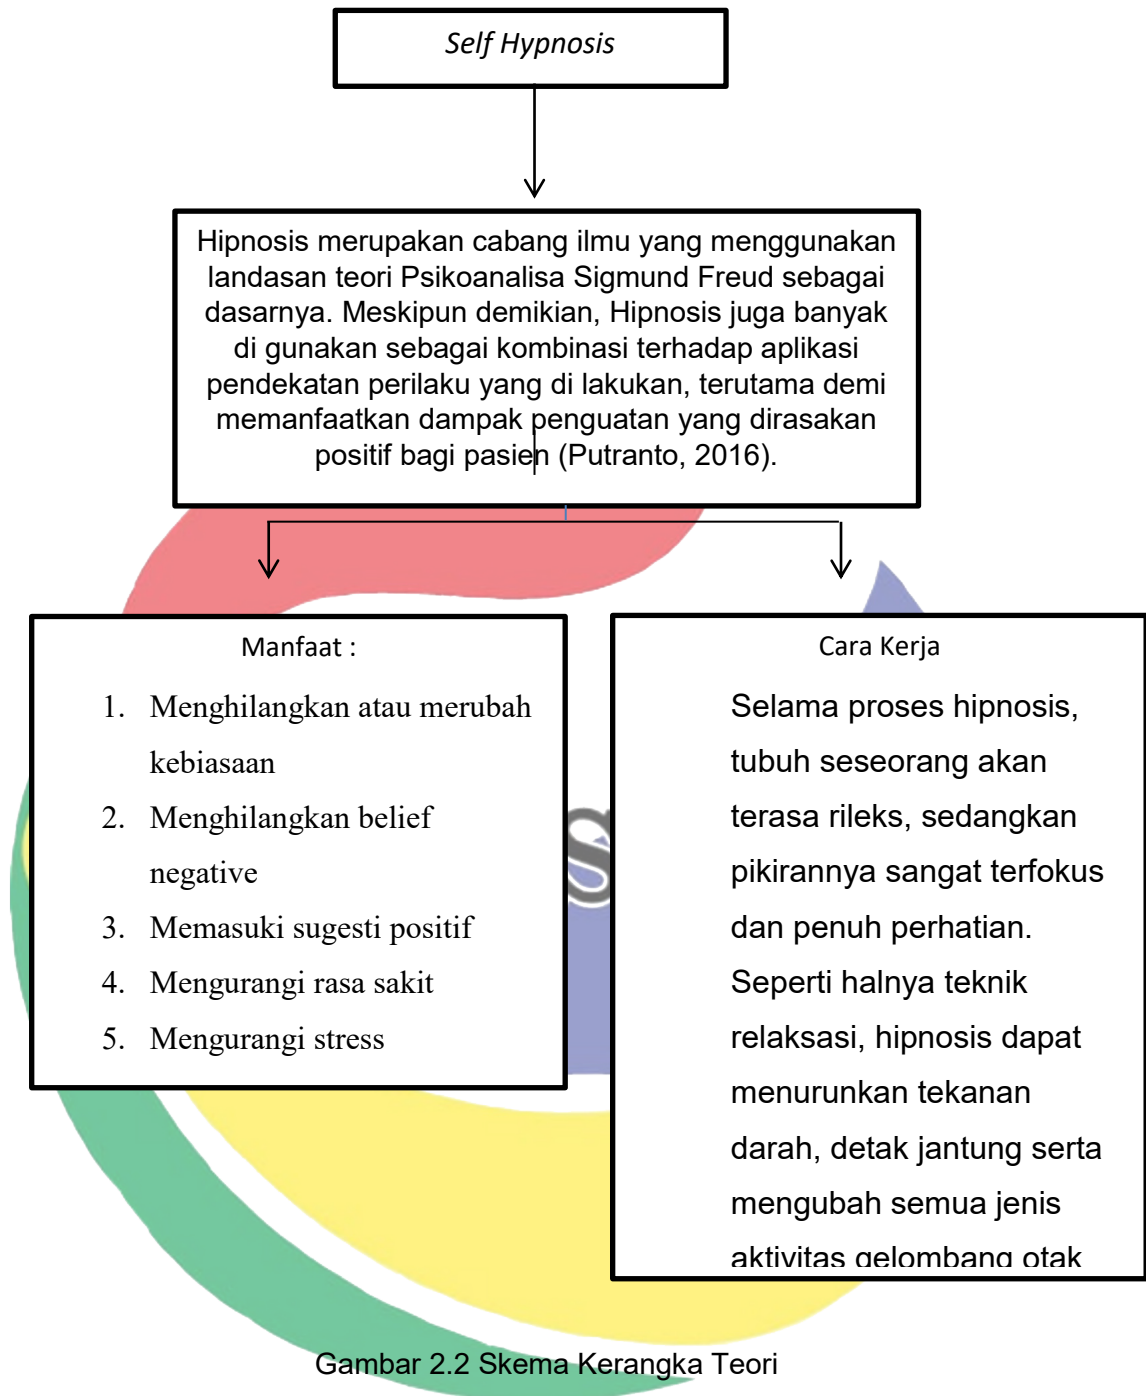 Self Hypnosis
Hipnosis merupakan cabang ilmu yang menggunakan
landasan teori Psikoanalisa Sigmund Freud sebagai
dasarnya. Meskipun demikian, Hipnosis juga banyak
di gunakan sebagai kombinasi terhadap aplikasi
pendekatan perilaku yang di lakukan, terutama demi
memanfaatkan dampak penguatan yang dirasakan
positif bagi pasien (Putranto, 2016).
Manfaat :
1. Menghilangkan atau merubah
kebiasaan
2. Menghilangkan belief
negative
3. Memasuki sugesti positif
4. Mengurangi rasa sakit
5. Mengurangi stress
S
Cara Kerja
Selama proses hipnosis,
tubuh seseorang akan
terasa rileks, sedangkan
pikirannya sangat terfokus
dan penuh perhatian.
Seperti halnya teknik
relaksasi, hipnosis dapat
menurunkan tekanan
darah, detak jantung serta
mengubah semua jenis
aktivitas gelombang otak
Gambar 2.2 Skema Kerangka Teori